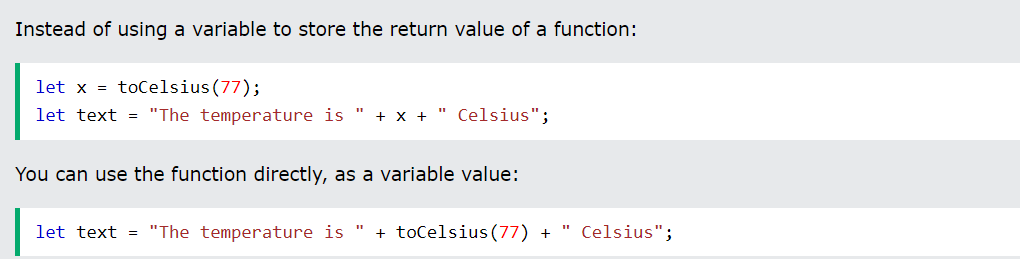 Instead of using a variable to store the return value of a function:
let x = toCelsius(77);
let text = "The temperature is " + x + " Celsius";
You can use the function directly, as a variable value:
let text = "The temperature is " + toCelsius(77) + " Celsius";